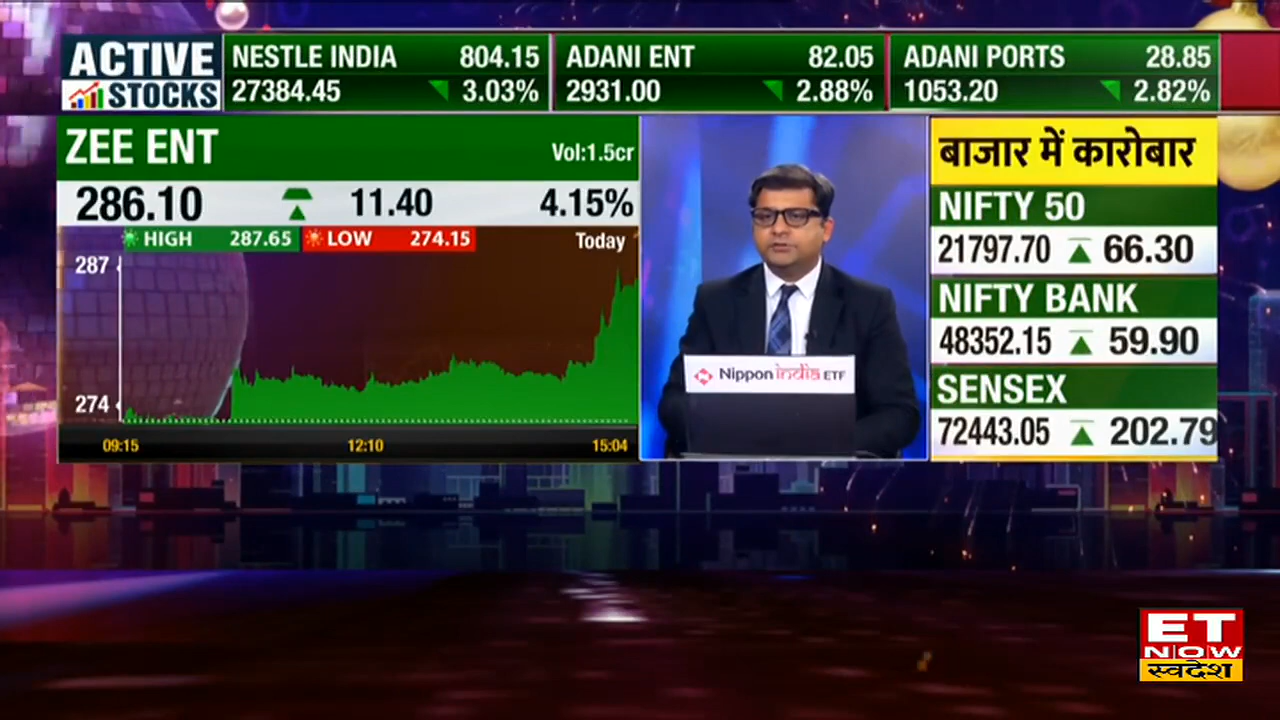 ACTIVE STOCKS
NESTLE INDIA 804.15
27384.45 3.03%
ADANI ENT 82.05
2931.00 2.88%
ADANI PORTS 28.85
1053.20 2.82%
ZEE ENT Vol:1.5cr
286.10 11.40 4.15%
HIGH 287.65 LOW 274.15 Today
287
274
09:15 12:10 15:04
Nippon india ETF
बाजार में कारोबार
NIFTY 50
21797.70 66.30
NIFTY BANK
48352.15 59.90
SENSEX
72443.05 202.79
ET
NOW
स्वदेश